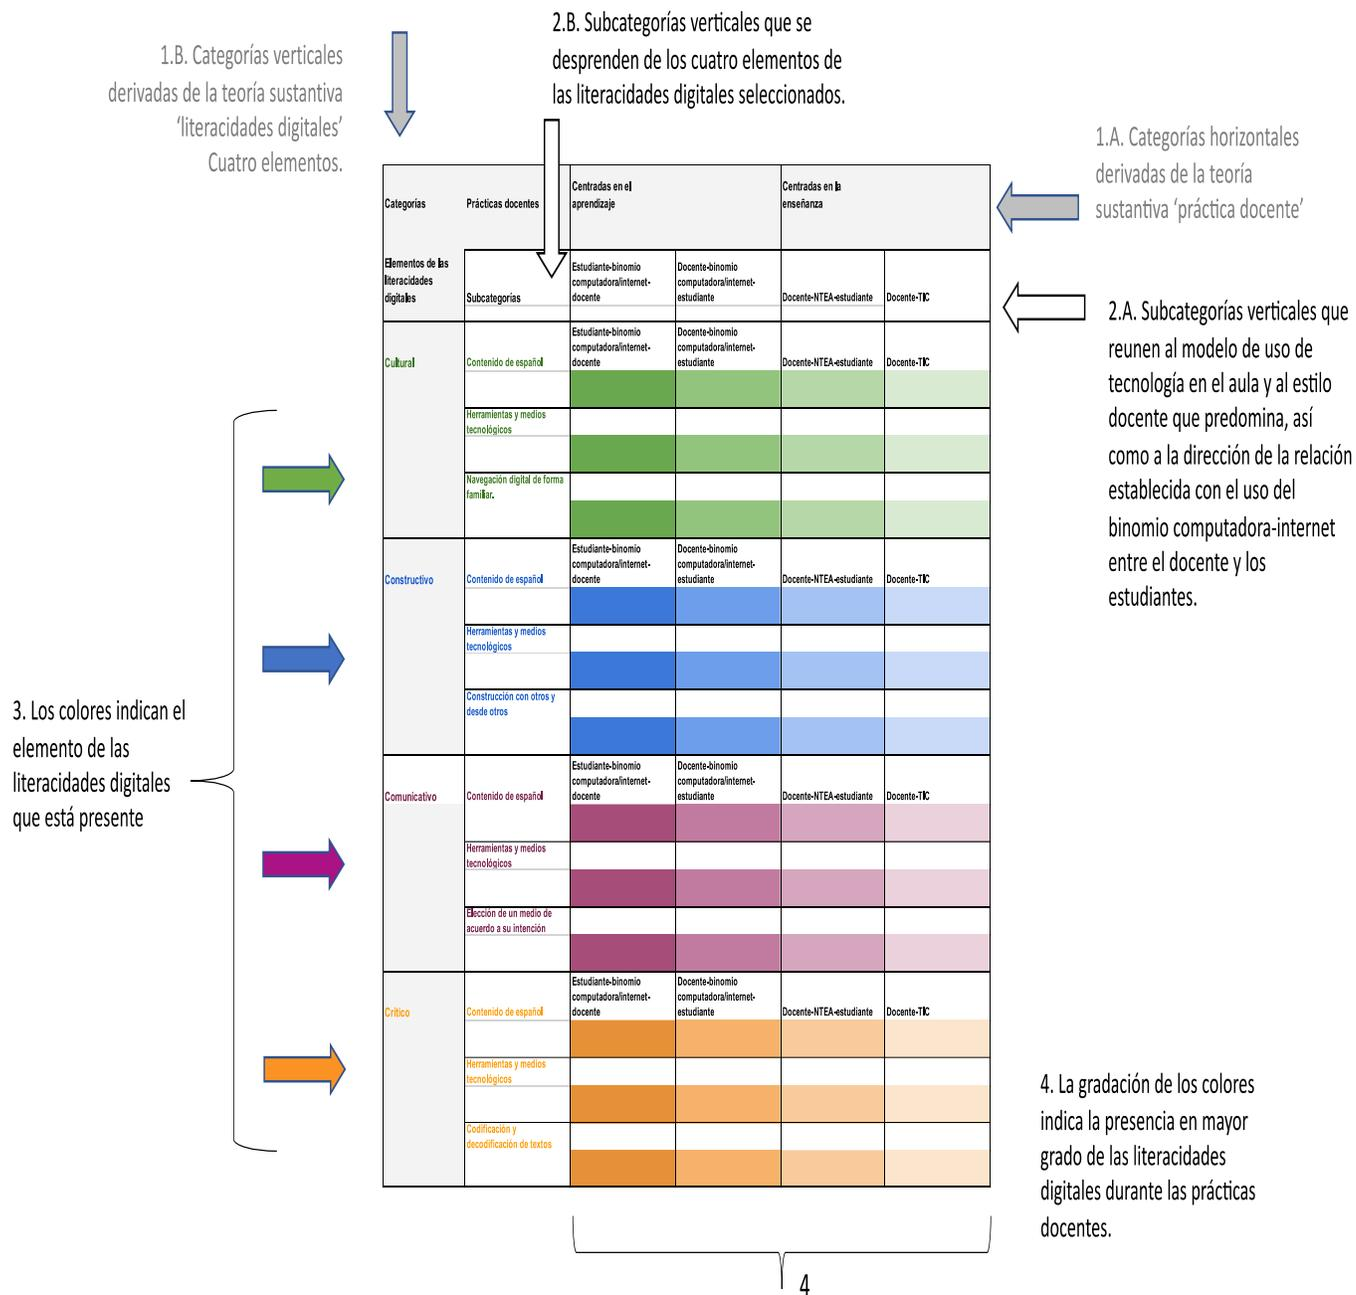 1.B. Categorías verticales
derivadas de la teoría sustantiva
‘literacidades digitales’
Cuatro elementos.
2.B. Subcategorías verticales que se
desprenden de los cuatro elementos de
las literacidades digitales seleccionados.
1.A. Categorías horizontales
derivadas de la teoría
sustantiva ‘práctica docente’
Categorías
Prácticas docentes
Centradas en el
aprendizaje
Centradas en la
enseñanza
Elementos de las
literacidades
digitales
Subcategorías
Estudiante-binomio
computadora/internet-
docente
Docente-binomio
computadora/internet-
estudiante
Docente-NTEA-estudiante
Docente-TIC
2.A. Subcategorías verticales que
reunen al modelo de uso de
tecnología en el aula y al estilo
docente que predomina, así
como a la dirección de la relación
establecida con el uso del
binomio computadora-internet
entre el docente y los
estudiantes.
Cultural
Contenido de español
Estudiante-binomio
computadora/internet-
docente
Docente-binomio
computadora/internet-
estudiante
Docente-NTEA-estudiante
Docente-TIC
Herramientas y medios
tecnológicos
Navegación digital de forma
familiar.
Constructivo
Contenido de español
Estudiante-binomio
computadora/internet-
docente
Docente-binomio
computadora/internet-
estudiante
Docente-NTEA-estudiante
Docente-TIC
Herramientas y medios
tecnológicos
Construcción con otros y
desde otros
3. Los colores indican el
elemento de las
literacidades digitales
que está presente
Comunicativo
Contenido de español
Estudiante-binomio
computadora/internet-
docente
Docente-binomio
computadora/internet-
estudiante
Docente-NTEA-estudiante
Docente-TIC
Herramientas y medios
tecnológicos
Elección de un medio de
acuerdo a su intención
Crítico
Contenido de español
Estudiante-binomio
computadora/internet-
docente
Docente-binomio
computadora/internet-
estudiante
Docente-NTEA-estudiante
Docente-TIC
Herramientas y medios
tecnológicos
Codificación y
decodificación de textos
4. La gradación de los colores
indica la presencia en mayor
grado de las literacidades
digitales durante las prácticas
docentes.
4